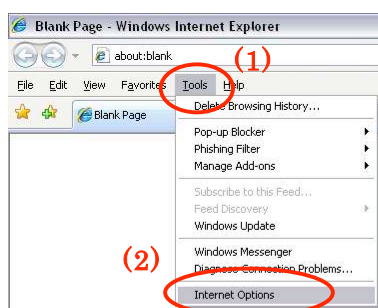 Blank Page - Windows Internet Explorer
about:blank
(1)
File Edit View Favorites Tools Help
Delete Browsing History...
Blank Page
Pop-up Blocker
Phishing Filter
Manage Add-ons
Subscribe to this Feed...
Feed Discovery
Windows Update
Windows Messenger
(2)
Diagnose Connection Problems...
Internet Options